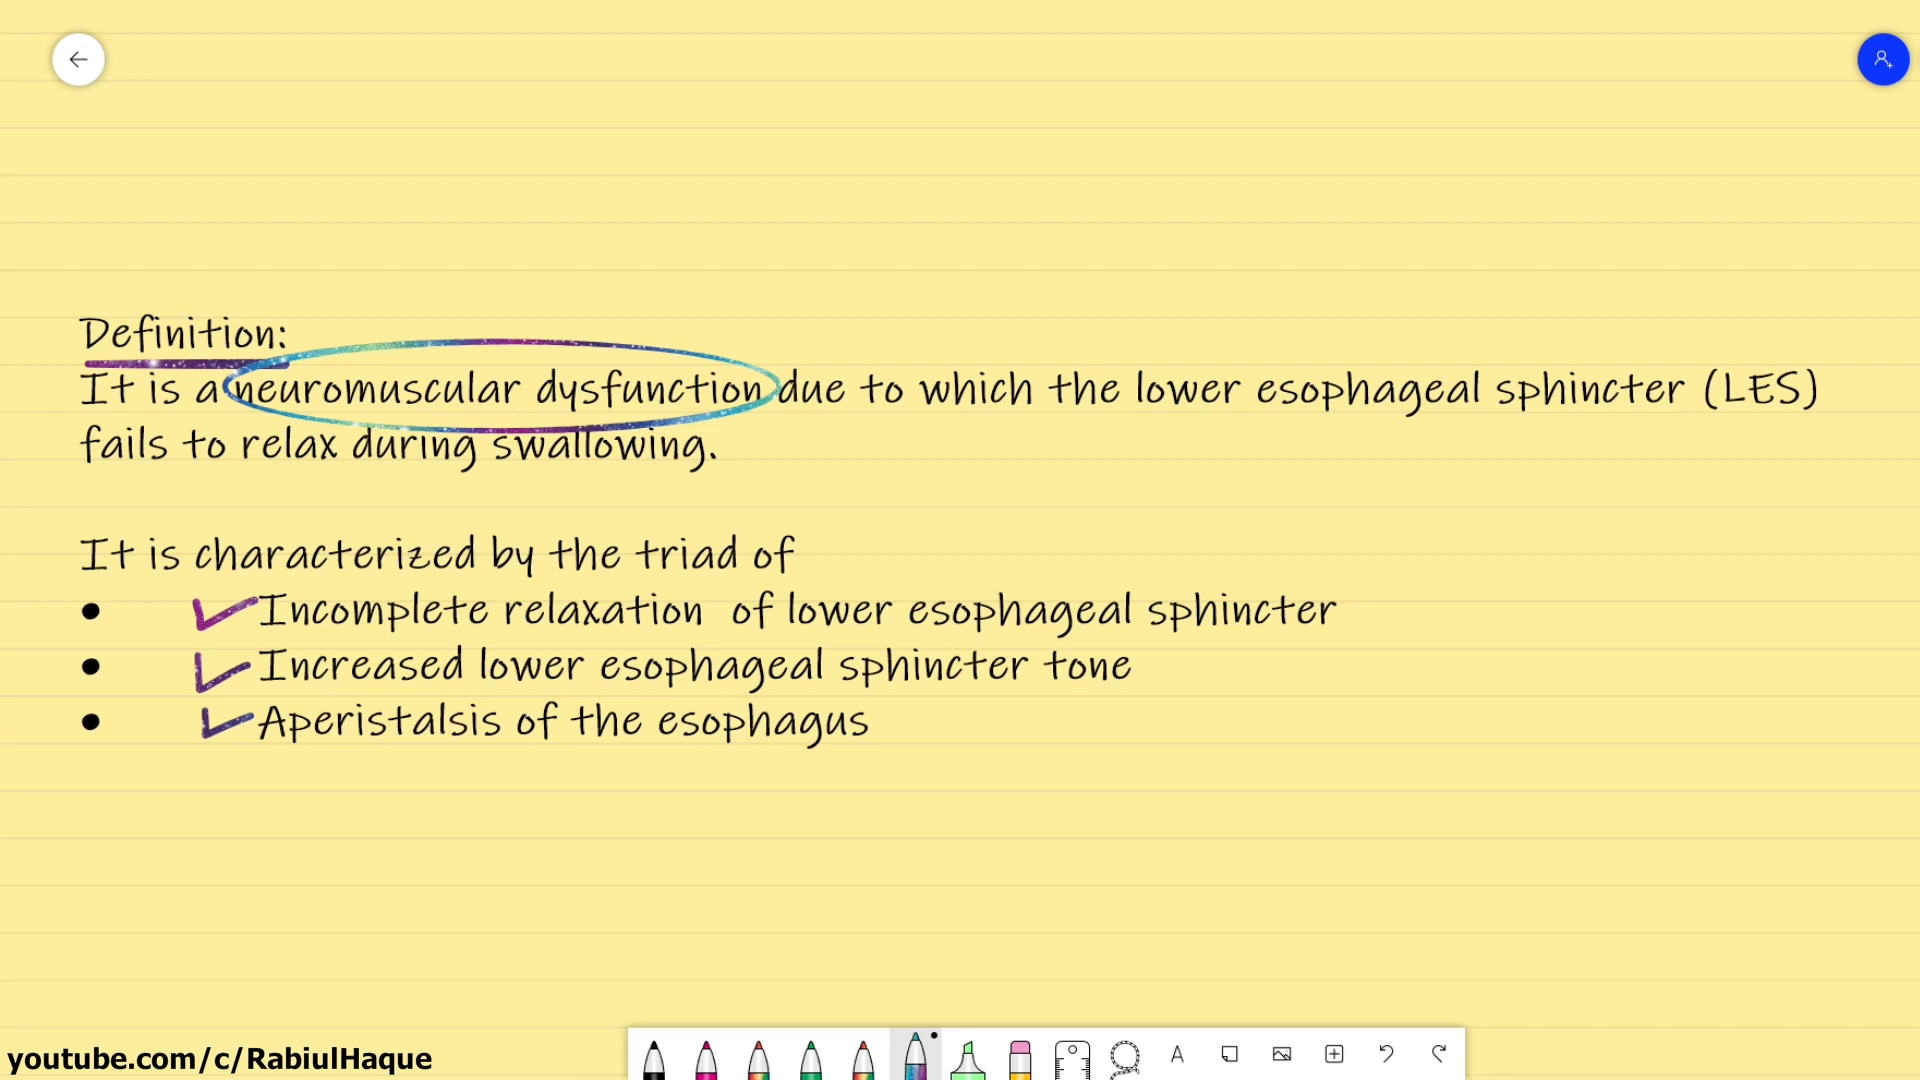 Definition:
It is a neuromuscular dysfunction due to which the lower esophageal sphincter (LES)
fails to relax during swallowing.
It is characterized by the triad of
● Incomplete relaxation of lower esophageal sphincter
● Increased lower esophageal sphincter tone
● Aperistalsis of the esophagus
youtube.com/c/RabiulHaque
A